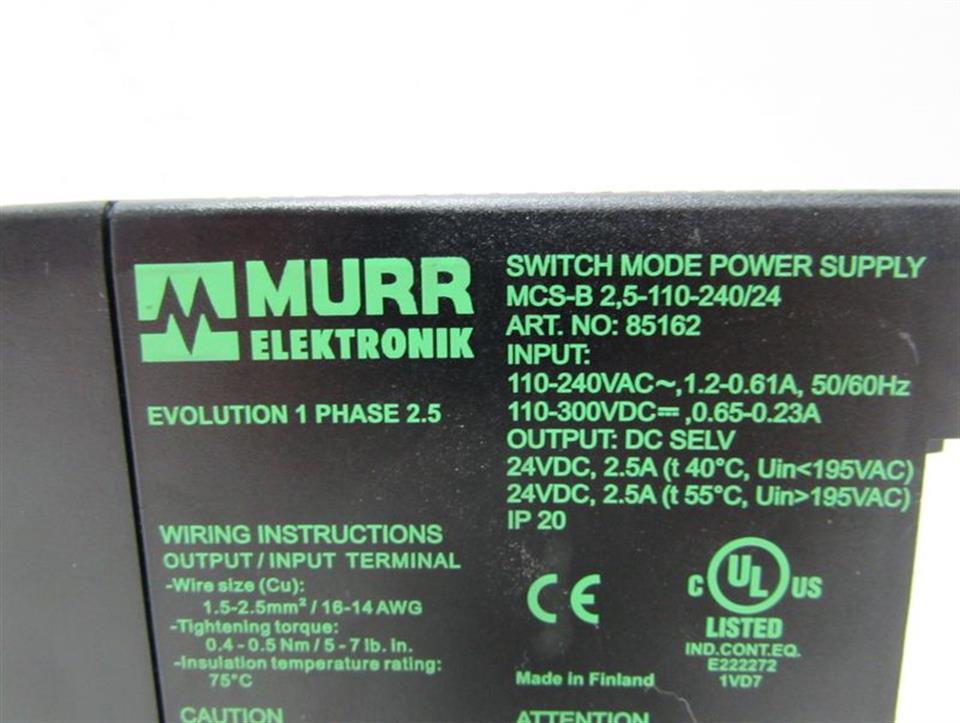 MURR
ELEKTRONIK
EVOLUTION 1 PHASE 2.5
SWITCH MODE POWER SUPPLY
MCS-B 2,5-110-240/24
ART. NO: 85162
INPUT:
110-240VAC~,1.2-0.61A, 50/60Hz
110-300VDC⎓,0.65-0.23A
OUTPUT: DC SELV
24VDC, 2.5A (t 40°C, Uin<195VAC)
24VDC, 2.5A (t 55°C, Uin>195VAC)
IP 20
WIRING INSTRUCTIONS
OUTPUT/INPUT TERMINAL
-Wire size (Cu):
1.5-2.5mm²/16-14 AWG
-Tightening torque:
0.4-0.5 Nm/5-7 lb. in.
-Insulation temperature rating:
75°C
CAUTION
CE
C UL US
LISTED
IND.CONT.EQ.
E222272
1VD7
Made in Finland
ATTENTION